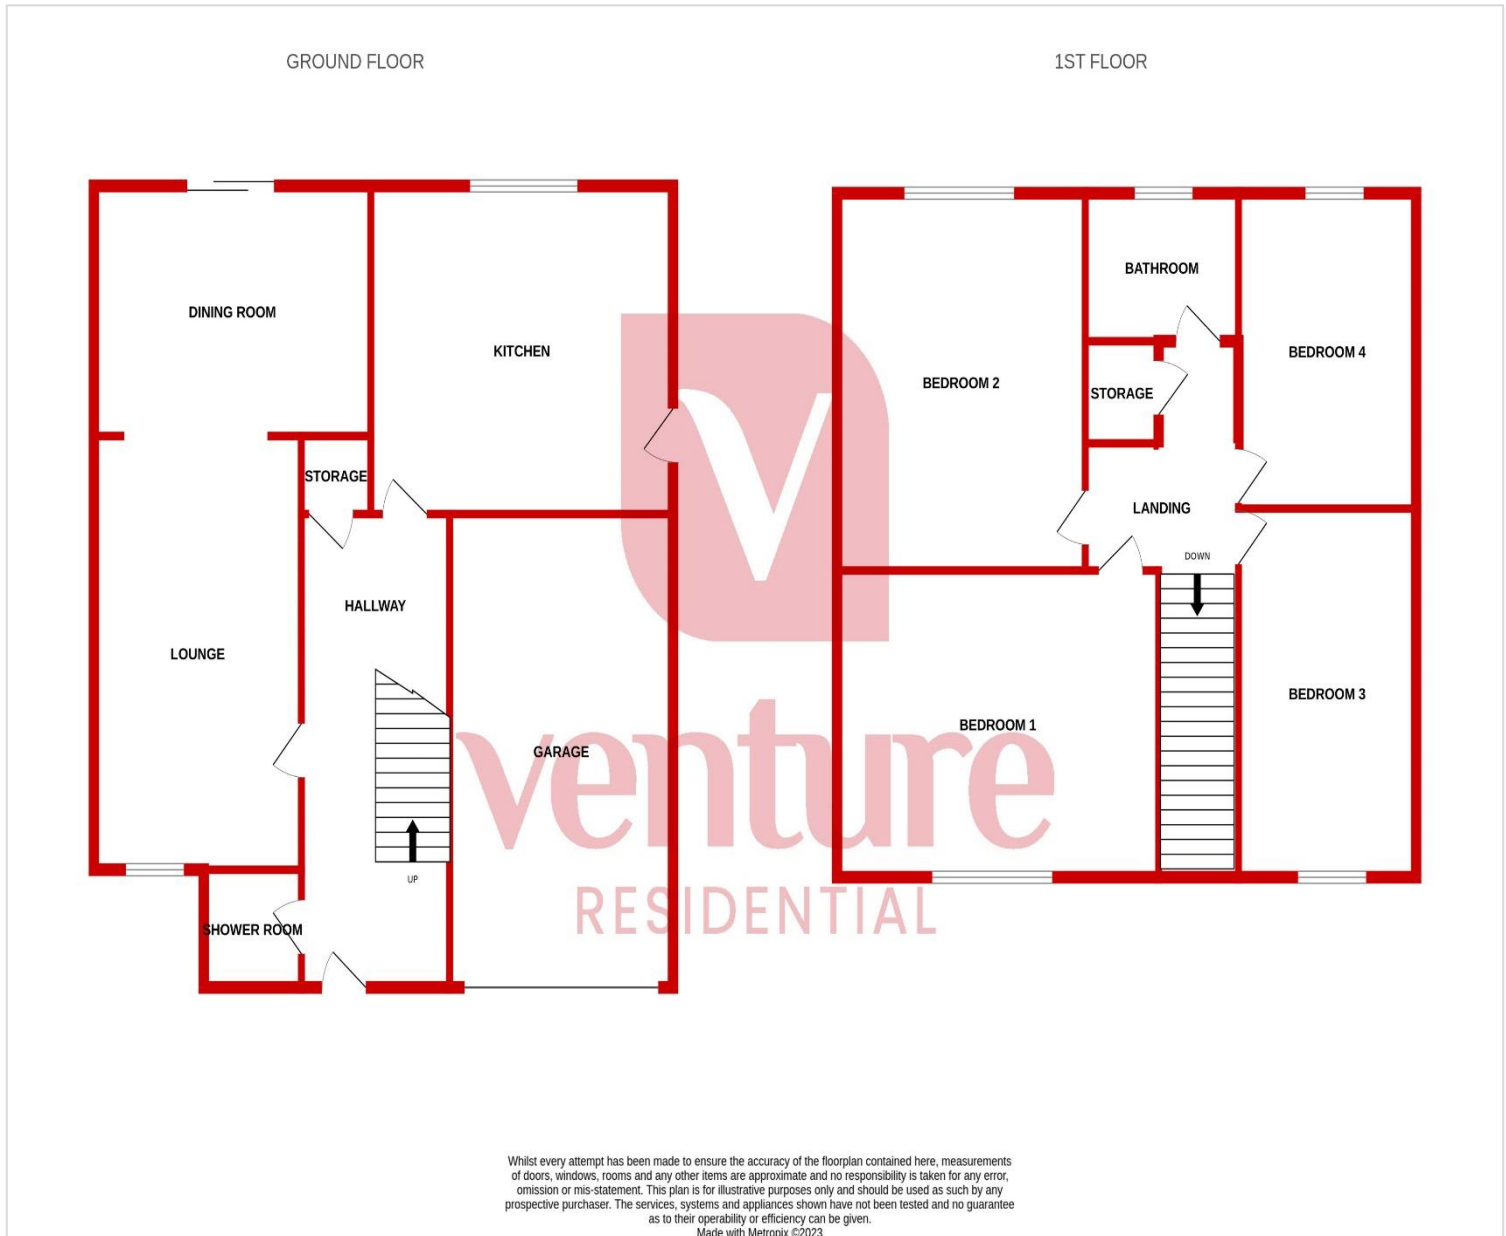 GROUND FLOOR
1ST FLOOR
DINING ROOM
KITCHEN
STORAGE
HALLWAY
LOUNGE
GARAGE
UP
SHOWER ROOM
BATHROOM
BEDROOM 2
BEDROOM 4
STORAGE
LANDING
DOWN
BEDROOM 1
BEDROOM 3
venture
RESIDENTIAL
Whilst every attempt has been made to ensure the accuracy of the floorplan contained here, measurements
of doors, windows, rooms and any other items are approximate and no responsibility is taken for any error,
omission or mis-statement. This plan is for illustrative purposes only and should be used as such by any
prospective purchaser. The services, systems and appliances shown have not been tested and no guarantee
as to their operability or efficiency can be given.
Made with Metropix ©2023